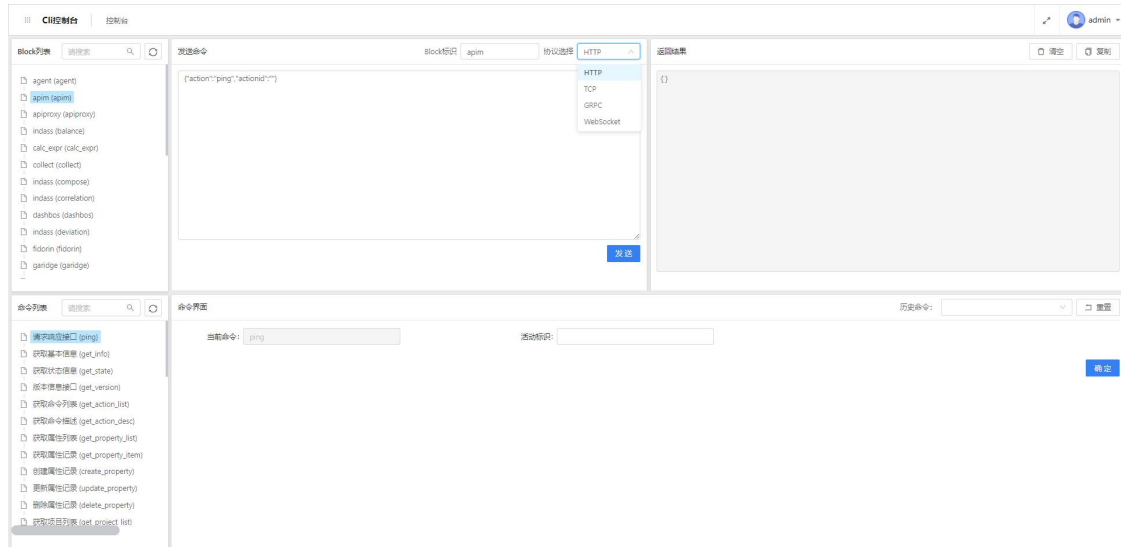 Cli控制台 控制台
admin
Block列表 请搜索
agent (agent)
apim (apim)
apiproxy (apiproxy)
indass (balance)
calc_expr (calc_expr)
collect (collect)
indass (compose)
indass (correlation)
dashbos (dashbos)
indass (deviation)
fidorin (fidorin)
garidge (garidge)
发送命令 Block标识 apim 协议选择 HTTP
HTTP
TCP
GRPC
WebSocket
{"action":"ping","actionid":""}
发送
返回结果 清空 复制
{}
命令列表 请搜索
请求响应接口 (ping)
获取基本信息 (get_info)
获取状态信息 (get_state)
版本信息接口 (get_version)
获取命令列表 (get_action_list)
获取命令描述 (get_action_desc)
获取属性列表 (get_property_list)
获取属性记录 (get_property_item)
创建属性记录 (create_property)
更新属性记录 (update_property)
删除属性记录 (delete_property)
获取项目列表 (get_project_list)
命令界面 历史命令: 重置
当前命令: ping 活动标识:
确定